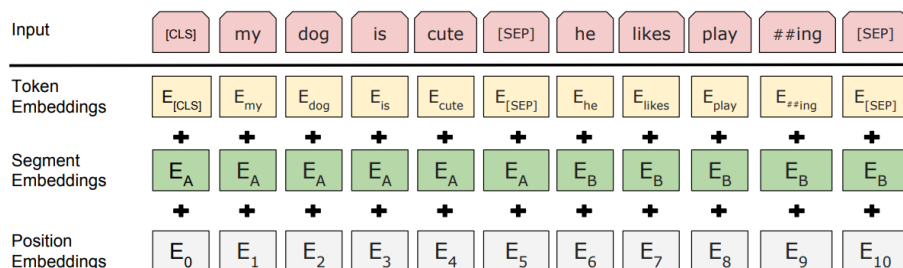 Input [CLS] my dog is cute [SEP] he likes play ##ing [SEP]
Token
Embeddings
E[CLS] Emy Edog Eis Ecute E[SEP] Ehe Elikes Eplay E##ing E[SEP]
+ + + + + + + + + + +
Segment
Embeddings
EA EA EA EA EA EA EB EB EB EB EB
+ + + + + + + + + + +
Position
Embeddings
E0 E1 E2 E3 E4 E5 E6 E7 E8 E9 E10